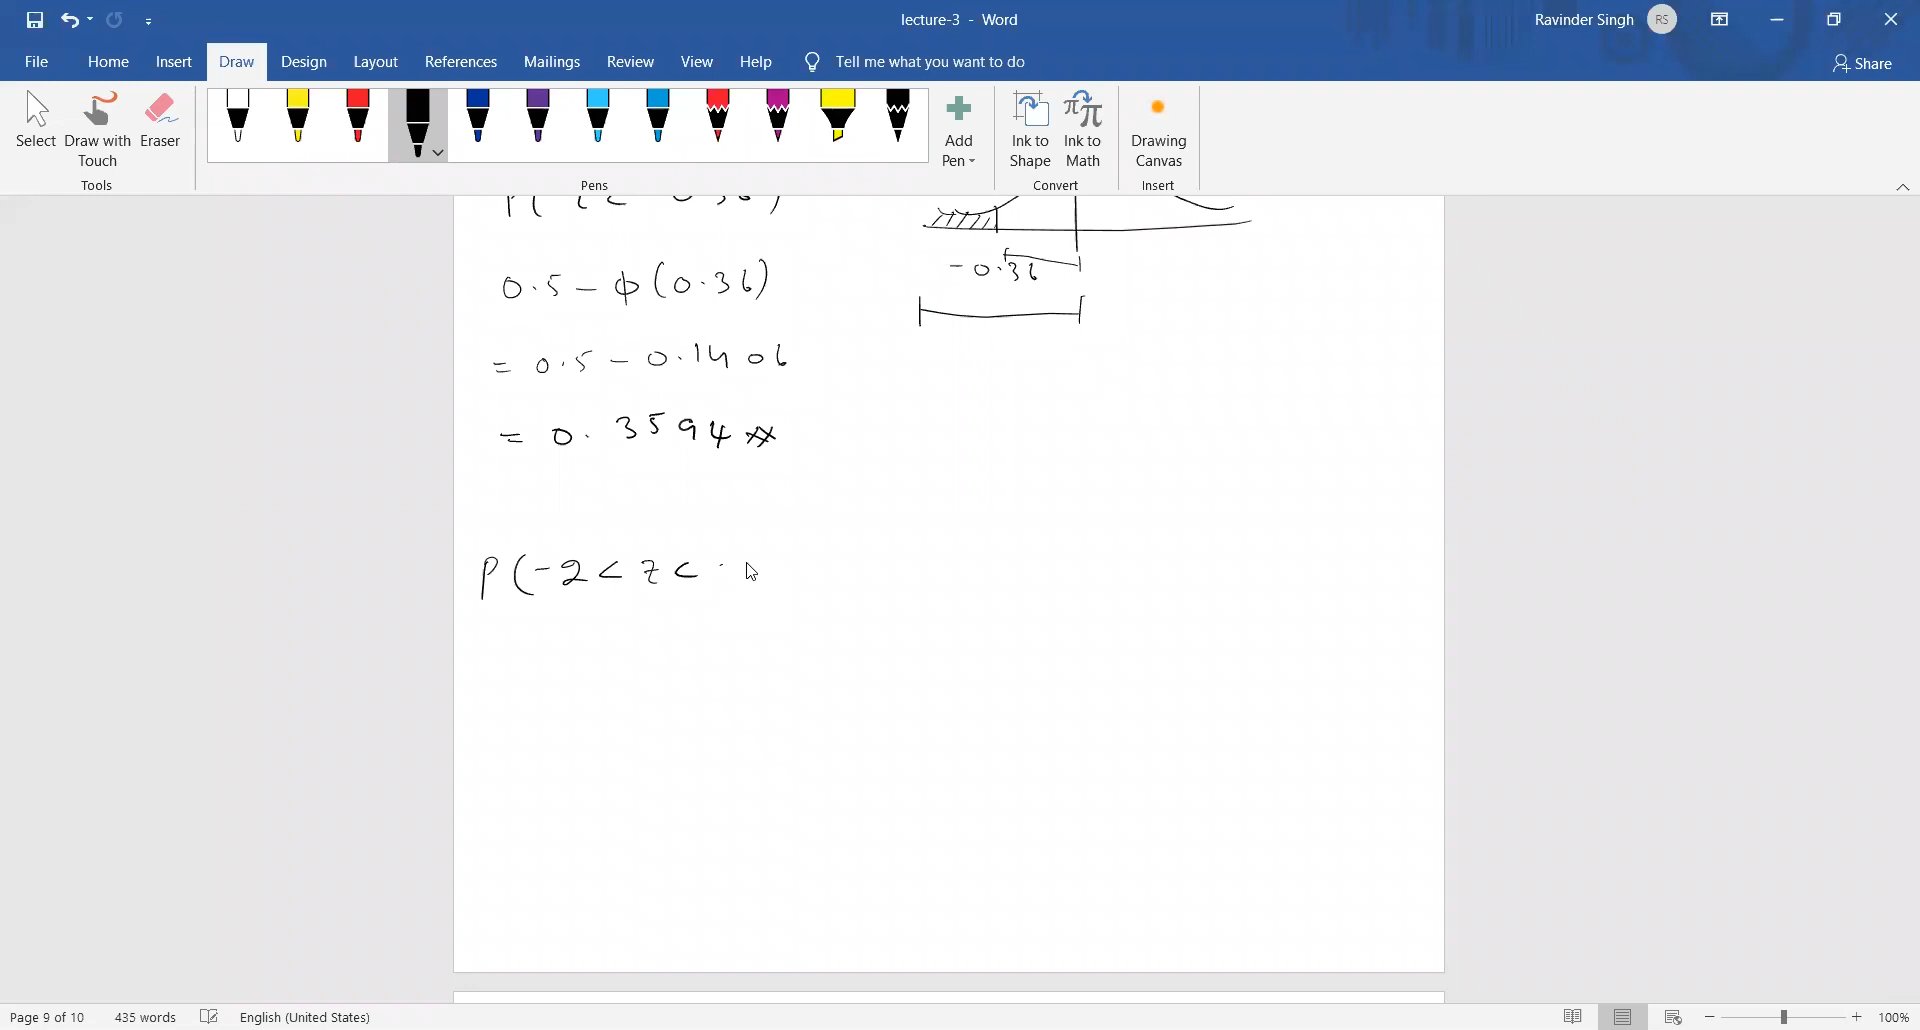 lecture-3 - Word
Ravinder Singh RS
File Home Insert Draw Design Layout References Mailings Review View Help Tell me what you want to do Share
Select Draw with Touch Eraser Add Pen Ink to Shape Ink to Math Drawing Canvas
Tools Pens Convert Insert
-0.36
0.5 - φ(0.36)
= 0.5 - 0.1406
= 0.3594
P(-2 < z <
Page 9 of 10 435 words English (United States) 100%